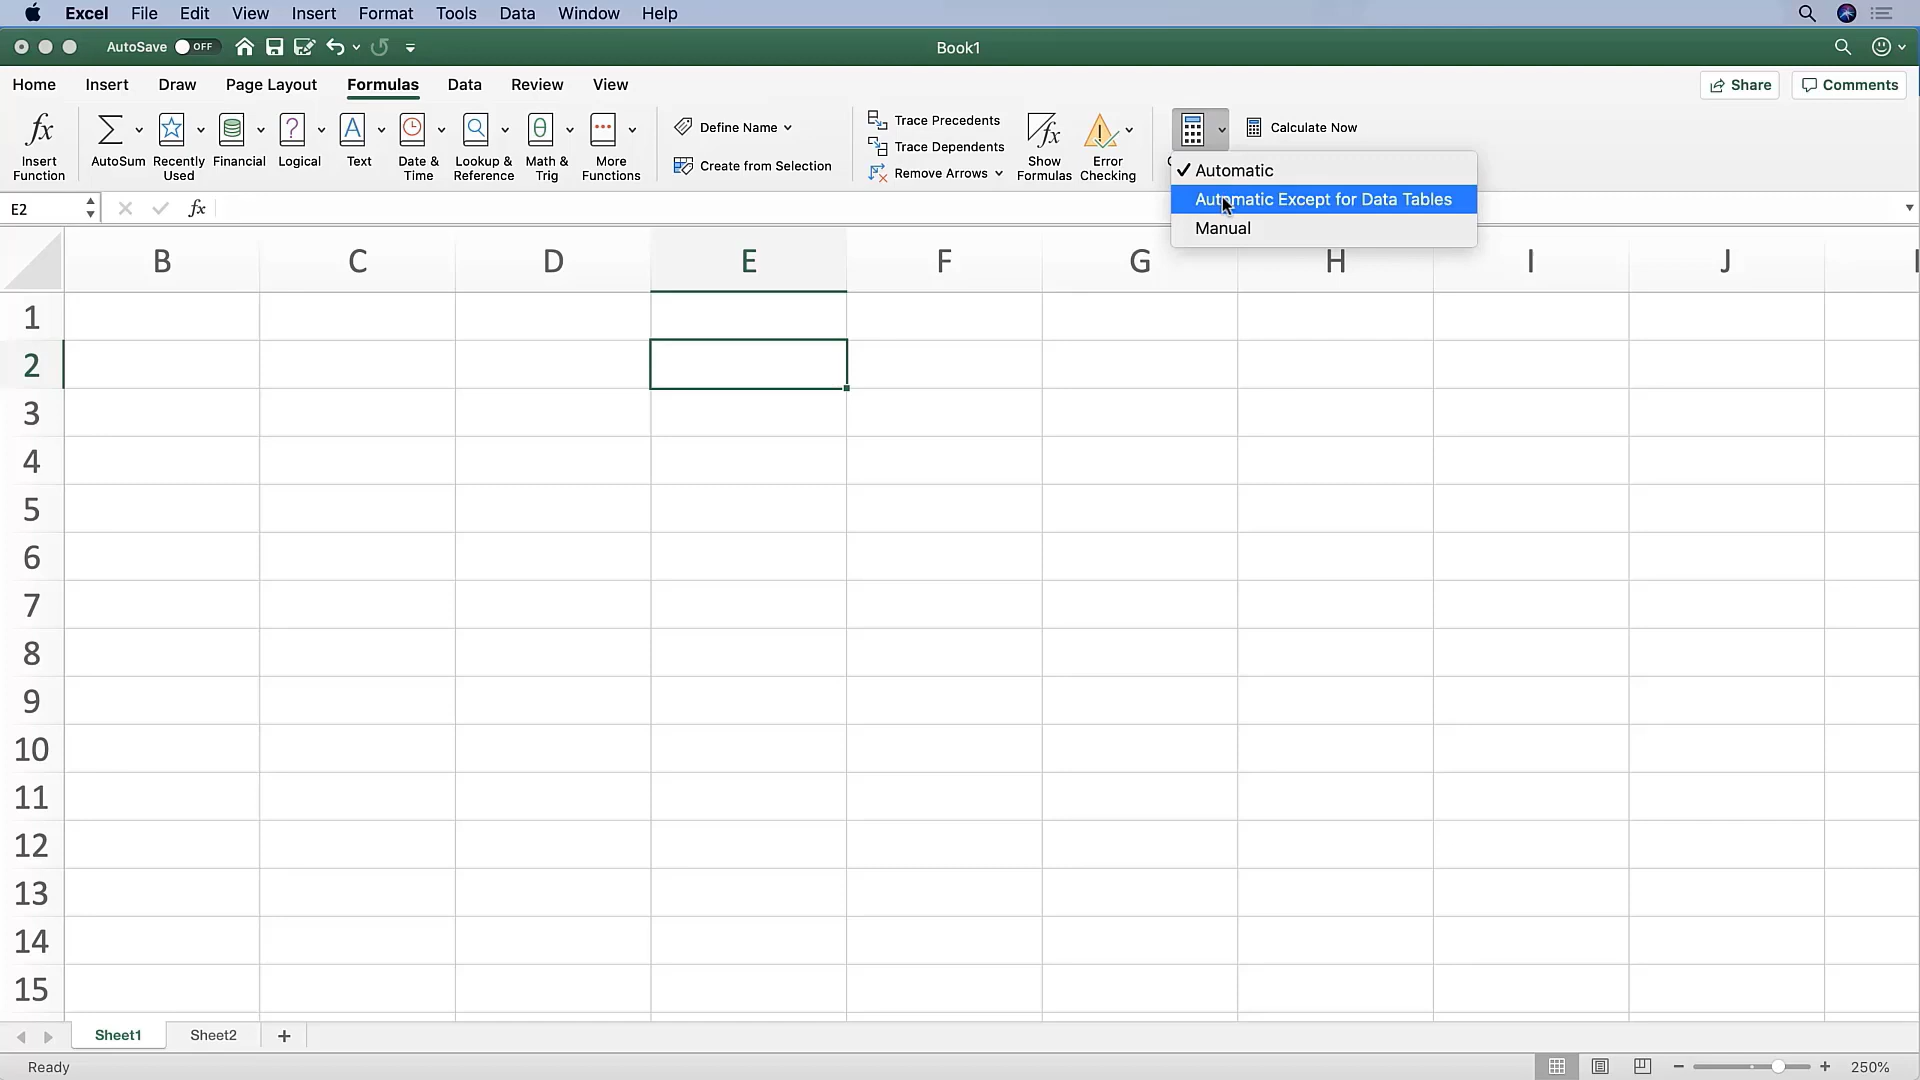 Excel File Edit View Insert Format Tools Data Window Help
AutoSave OFF Book1
Home Insert Draw Page Layout Formulas Data Review View Share Comments
Insert Function
AutoSum
Recently Used
Financial
Logical
Text
Date & Time
Lookup & Reference
Math & Trig
More Functions
Define Name
Create from Selection
Trace Precedents
Trace Dependents
Remove Arrows
Show Formulas
Error Checking
Calculate Now
Automatic
Automatic Except for Data Tables
Manual
E2 fx
B C D E F G H I J
1
2
3
4
5
6
7
8
9
10
11
12
13
14
15
Sheet1 Sheet2 +
Ready 250%